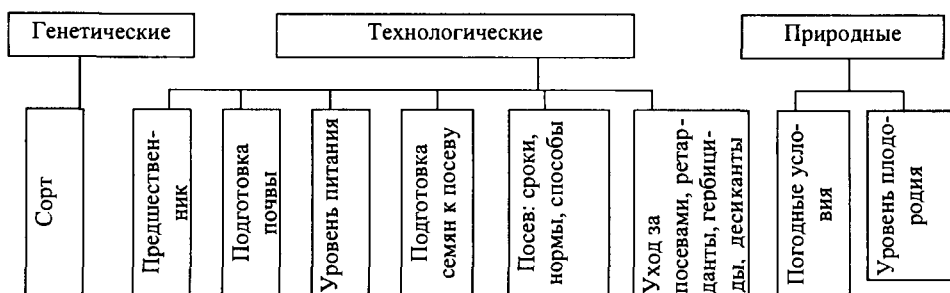 Генетические
Технологические
Природные
Сорт
Предшествен-
ник
Подготовка
почвы
Уровень питания
Подготовка
семян к посеву
Посев: сроки,
нормы, способы
Уход за
посевами, ретар-
данты, гербици-
ды, десиканты
Погодные усло-
вия
Уровень плодо-
родия